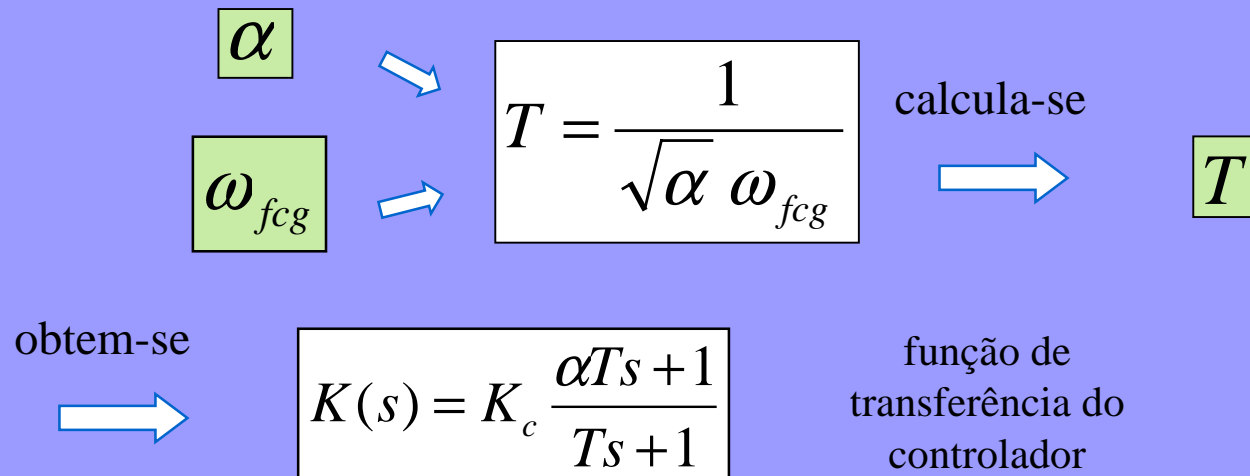 α
ω_fcg
T = 1 / (√α ω_fcg)
calcula-se
T
obtem-se
K(s) = K_c (αTs + 1) / (Ts + 1)
função de
transferência do
controlador